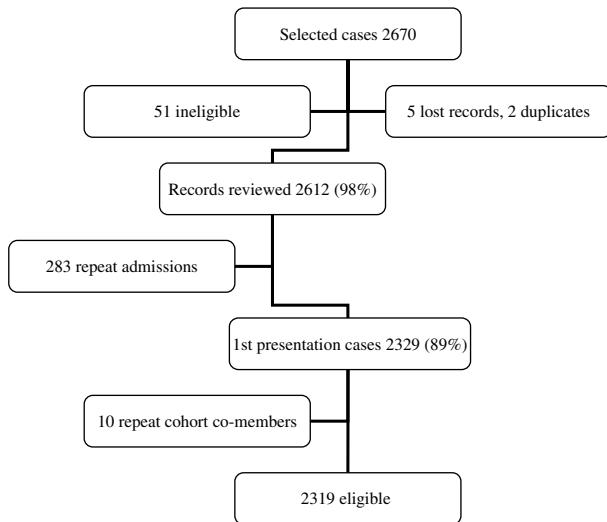 Selected cases 2670
51 ineligible
5 lost records, 2 duplicates
Records reviewed 2612 (98%)
283 repeat admissions
1st presentation cases 2329 (89%)
10 repeat cohort co-members
2319 eligible